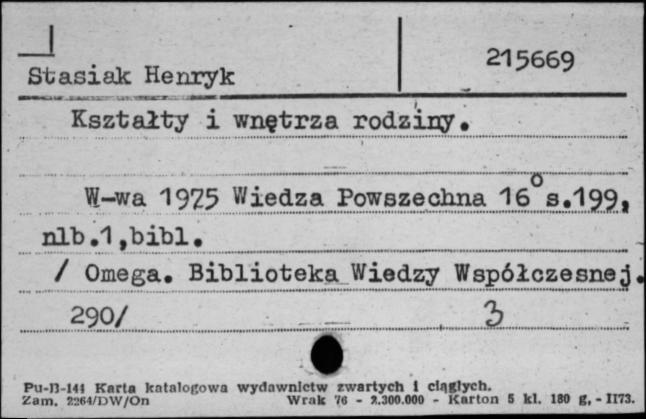 215669
Stasiak Henryk
Kształty i wnętrza rodziny.
W-wa 1975 Wiedza Powszechna 16° s.199,
nlb.1,bibl.
/ Omega. Biblioteka Wiedzy Współczesnej.
290/ 3
Pu-D-144 Karta katalogowa wydawnictw zwartych i ciągłych.
Zam. 2264/DW/On Wrak 76 - 2.300.000 - Karton 5 kl. 180 g, - II73.